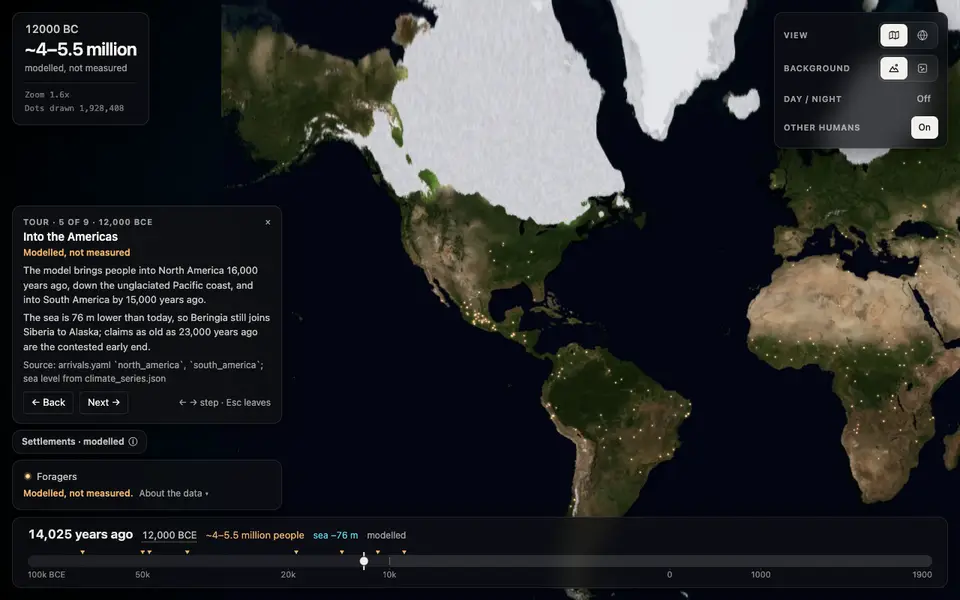 12000 BC
~4–5.5 million
modelled, not measured
Zoom 1.6x
Dots drawn 1,928,408
VIEW
BACKGROUND
DAY / NIGHT Off
OTHER HUMANS On
TOUR · 5 OF 9 · 12,000 BCE ×
Into the Americas
Modelled, not measured
The model brings people into North America 16,000
years ago, down the unglaciated Pacific coast, and
into South America by 15,000 years ago.
The sea is 76 m lower than today, so Beringia still joins
Siberia to Alaska; claims as old as 23,000 years ago
are the contested early end.
Source: arrivals.yaml `north_america`, `south_america`;
sea level from climate_series.json
← Back Next → ← → step · Esc leaves
Settlements · modelled ⓘ
Foragers
Modelled, not measured. About the data ▾
14,025 years ago 12,000 BCE ~4–5.5 million people sea −76 m modelled
100k BCE 50k 20k 10k 0 1000 1900